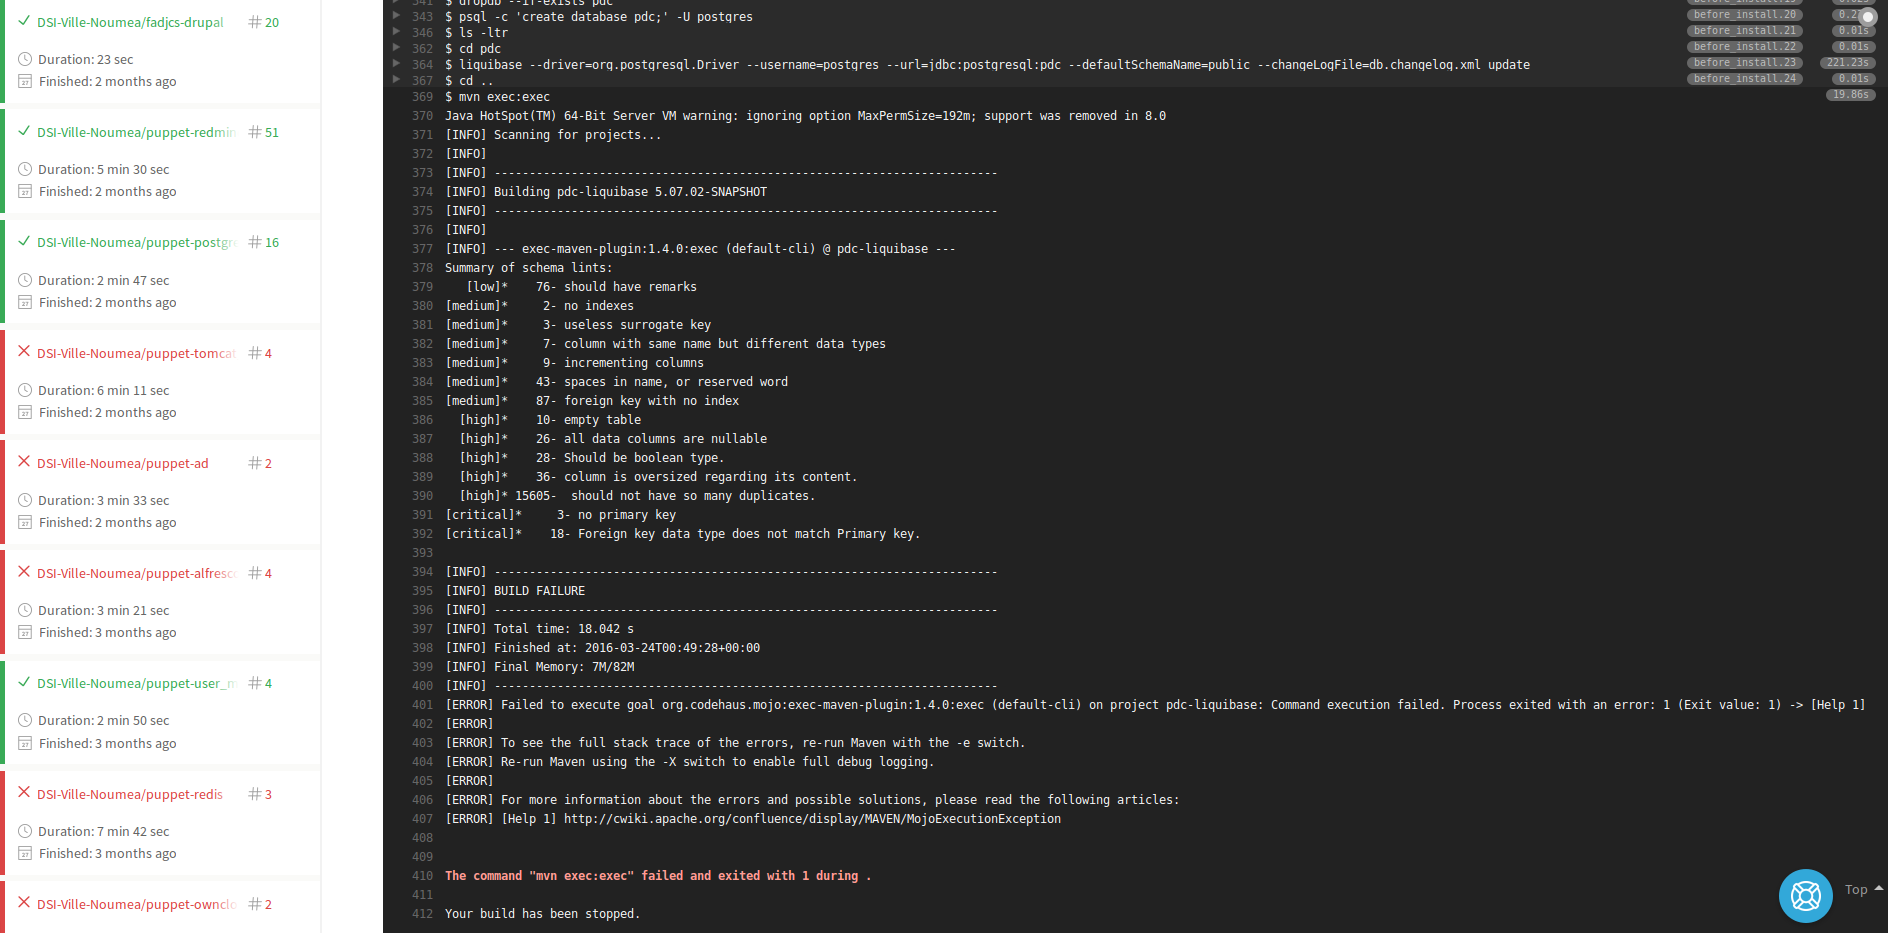 DSI-Ville-Noumea/fadjcs-drupal # 20
Duration: 23 sec
Finished: 2 months ago
DSI-Ville-Noumea/puppet-redmin # 51
Duration: 5 min 30 sec
Finished: 2 months ago
DSI-Ville-Noumea/puppet-postgre # 16
Duration: 2 min 47 sec
Finished: 2 months ago
DSI-Ville-Noumea/puppet-tomcat # 4
Duration: 6 min 11 sec
Finished: 2 months ago
DSI-Ville-Noumea/puppet-ad # 2
Duration: 3 min 33 sec
Finished: 2 months ago
DSI-Ville-Noumea/puppet-alfresco # 4
Duration: 3 min 21 sec
Finished: 3 months ago
DSI-Ville-Noumea/puppet-user_m # 4
Duration: 2 min 50 sec
Finished: 3 months ago
DSI-Ville-Noumea/puppet-redis # 3
Duration: 7 min 42 sec
Finished: 3 months ago
DSI-Ville-Noumea/puppet-ownclo # 2
341 $ dropdb --if-exists pdc
343 $ psql -c 'create database pdc;' -U postgres before_install.20
346 $ ls -ltr before_install.21 0.01s
362 $ cd pdc before_install.22 0.01s
364 $ liquibase --driver=org.postgresql.Driver --username=postgres --url=jdbc:postgresql:pdc --defaultSchemaName=public --changeLogFile=db.changelog.xml update before_install.23 221.23s
367 $ cd .. before_install.24 0.01s
369 $ mvn exec:exec 19.86s
370 Java HotSpot(TM) 64-Bit Server VM warning: ignoring option MaxPermSize=192m; support was removed in 8.0
371 [INFO] Scanning for projects...
372 [INFO]
373 [INFO] ------------------------------------------------------------------------
374 [INFO] Building pdc-liquibase 5.07.02-SNAPSHOT
375 [INFO] ------------------------------------------------------------------------
376 [INFO]
377 [INFO] --- exec-maven-plugin:1.4.0:exec (default-cli) @ pdc-liquibase ---
378 Summary of schema lints:
379 [low]* 76- should have remarks
380 [medium]* 2- no indexes
381 [medium]* 3- useless surrogate key
382 [medium]* 7- column with same name but different data types
383 [medium]* 9- incrementing columns
384 [medium]* 43- spaces in name, or reserved word
385 [medium]* 87- foreign key with no index
386 [high]* 10- empty table
387 [high]* 26- all data columns are nullable
388 [high]* 28- Should be boolean type.
389 [high]* 36- column is oversized regarding its content.
390 [high]* 15605- should not have so many duplicates.
391 [critical]* 3- no primary key
392 [critical]* 18- Foreign key data type does not match Primary key.
393
394 [INFO] ------------------------------------------------------------------------
395 [INFO] BUILD FAILURE
396 [INFO] ------------------------------------------------------------------------
397 [INFO] Total time: 18.042 s
398 [INFO] Finished at: 2016-03-24T00:49:28+00:00
399 [INFO] Final Memory: 7M/82M
400 [INFO] ------------------------------------------------------------------------
401 [ERROR] Failed to execute goal org.codehaus.mojo:exec-maven-plugin:1.4.0:exec (default-cli) on project pdc-liquibase: Command execution failed. Process exited with an error: 1 (Exit value: 1) -> [Help 1]
402 [ERROR]
403 [ERROR] To see the full stack trace of the errors, re-run Maven with the -e switch.
404 [ERROR] Re-run Maven using the -X switch to enable full debug logging.
405 [ERROR]
406 [ERROR] For more information about the errors and possible solutions, please read the following articles:
407 [ERROR] [Help 1] http://cwiki.apache.org/confluence/display/MAVEN/MojoExecutionException
408
409
410 The command "mvn exec:exec" failed and exited with 1 during .
411
412 Your build has been stopped.
Top